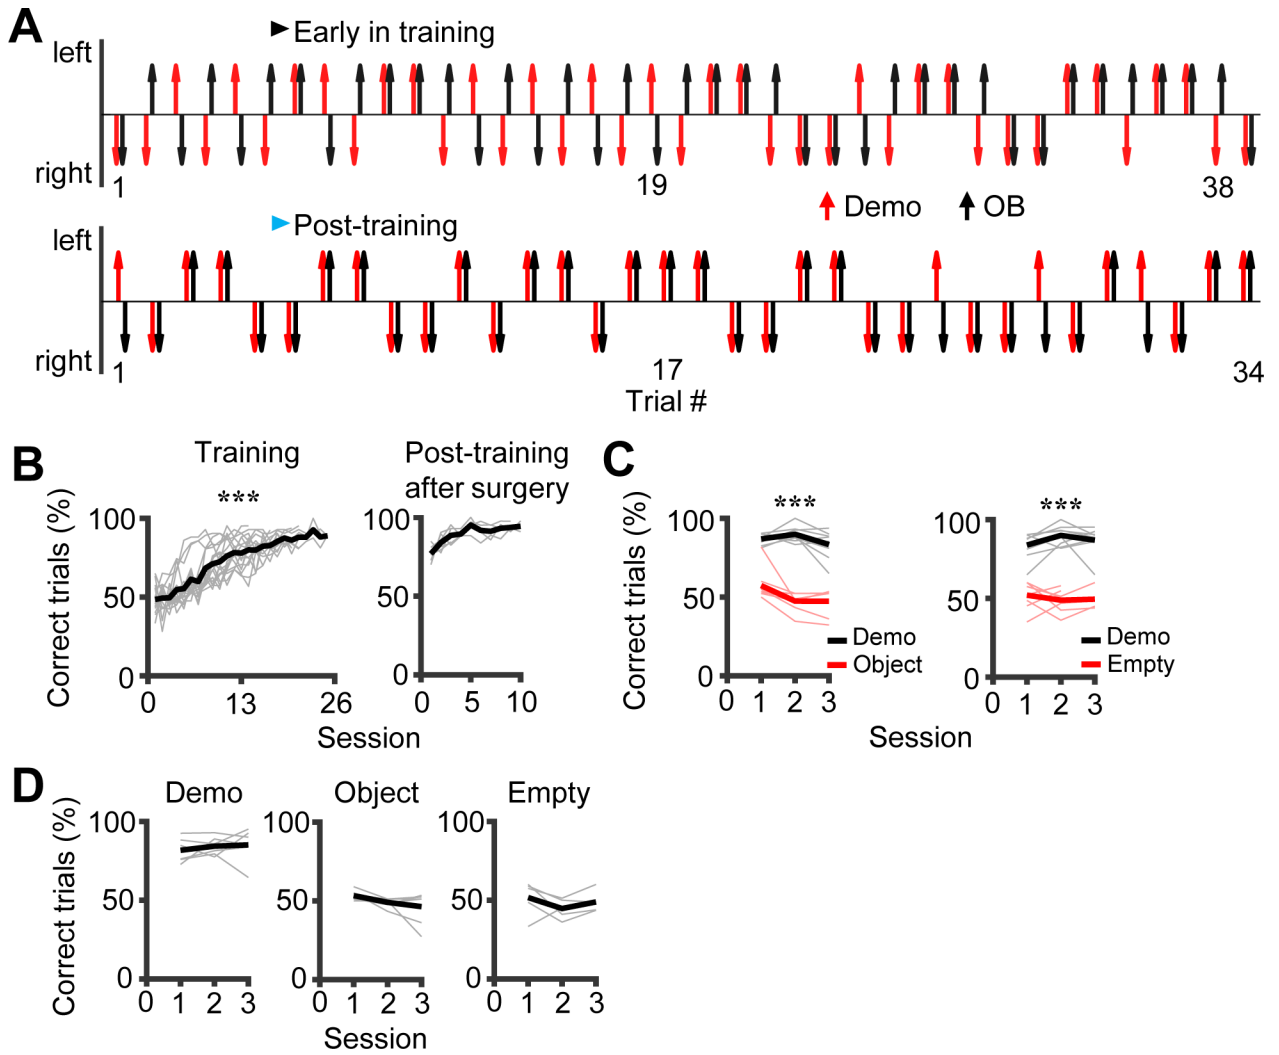 A
Early in training
left
right
1
19
38
Demo
OB
Post-training
left
right
1
17
34
Trial #
B
Training
***
Correct trials (%)
100
50
0
0
13
26
Post-training
after surgery
100
50
0
0
5
10
Session
C
***
Correct trials (%)
100
50
0
0
1
2
3
Demo
Object
***
100
50
0
0
1
2
3
Demo
Empty
Session
D
Demo
Correct trials (%)
100
50
0
0
1
2
3
Object
100
50
0
0
1
2
3
Empty
100
50
0
0
1
2
3
Session